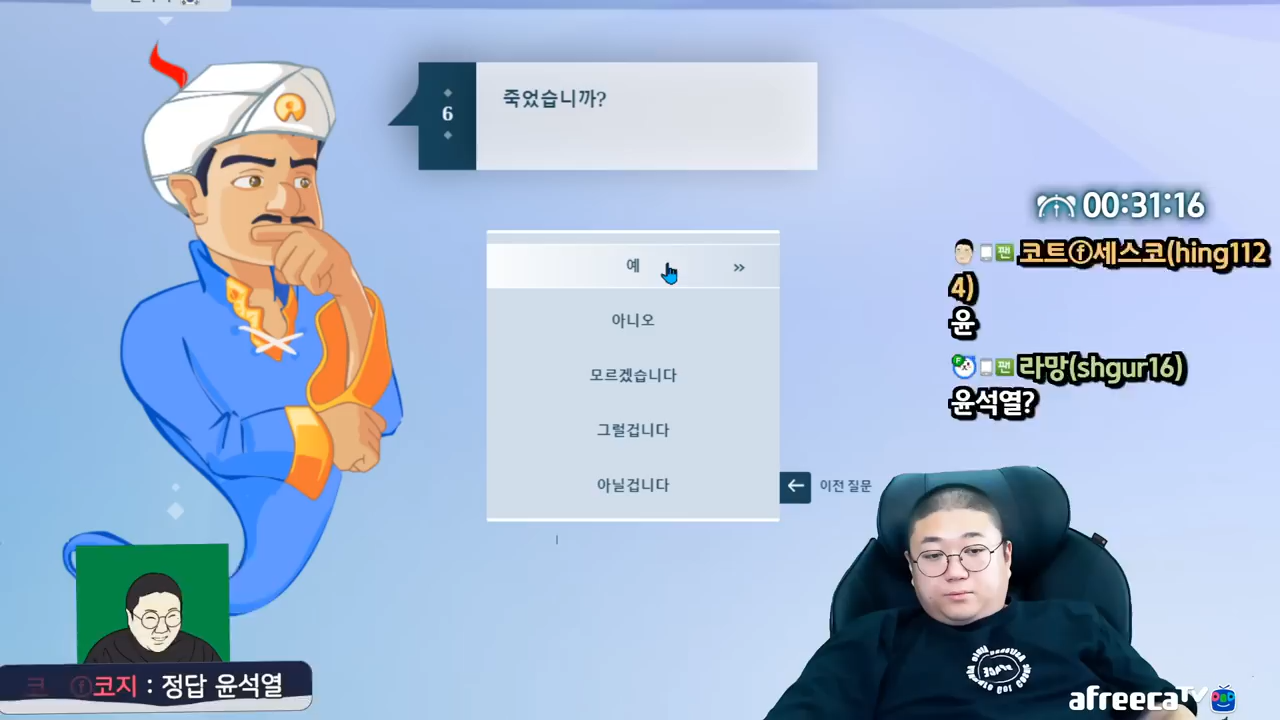 죽었습니까?
6
예
아니오
모르겠습니다
그럴겁니다
아닐겁니다
이전 질문
00:31:16
코트ⓕ세스코(hing112
4)
윤
라망(shgur16)
윤석열?
ⓕ코지 : 정답 윤석열
afreecaTV